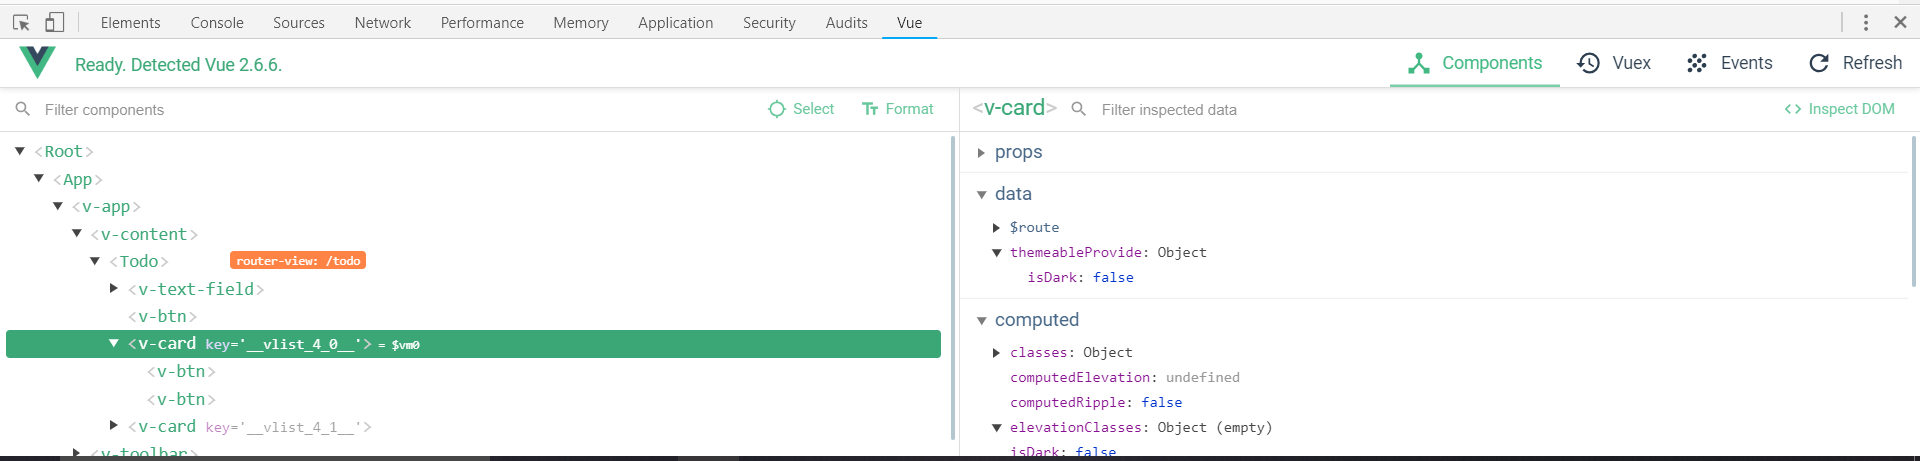 Elements Console Sources Network Performance Memory Application Security Audits Vue
Ready. Detected Vue 2.6.6.
Components Vuex Events Refresh
Filter components Select Format
<Root>
<App>
<v-app>
<v-content>
<Todo> router-view: /todo
<v-text-field>
<v-btn>
<v-card key='__vlist_4_0__'> = $vm0
<v-btn>
<v-btn>
<v-card key='__vlist_4_1__'>
<v-toolbar>
<v-card> Filter inspected data Inspect DOM
props
data
$route
themeableProvide: Object
isDark: false
computed
classes: Object
computedElevation: undefined
computedRipple: false
elevationClasses: Object (empty)
isDark: false